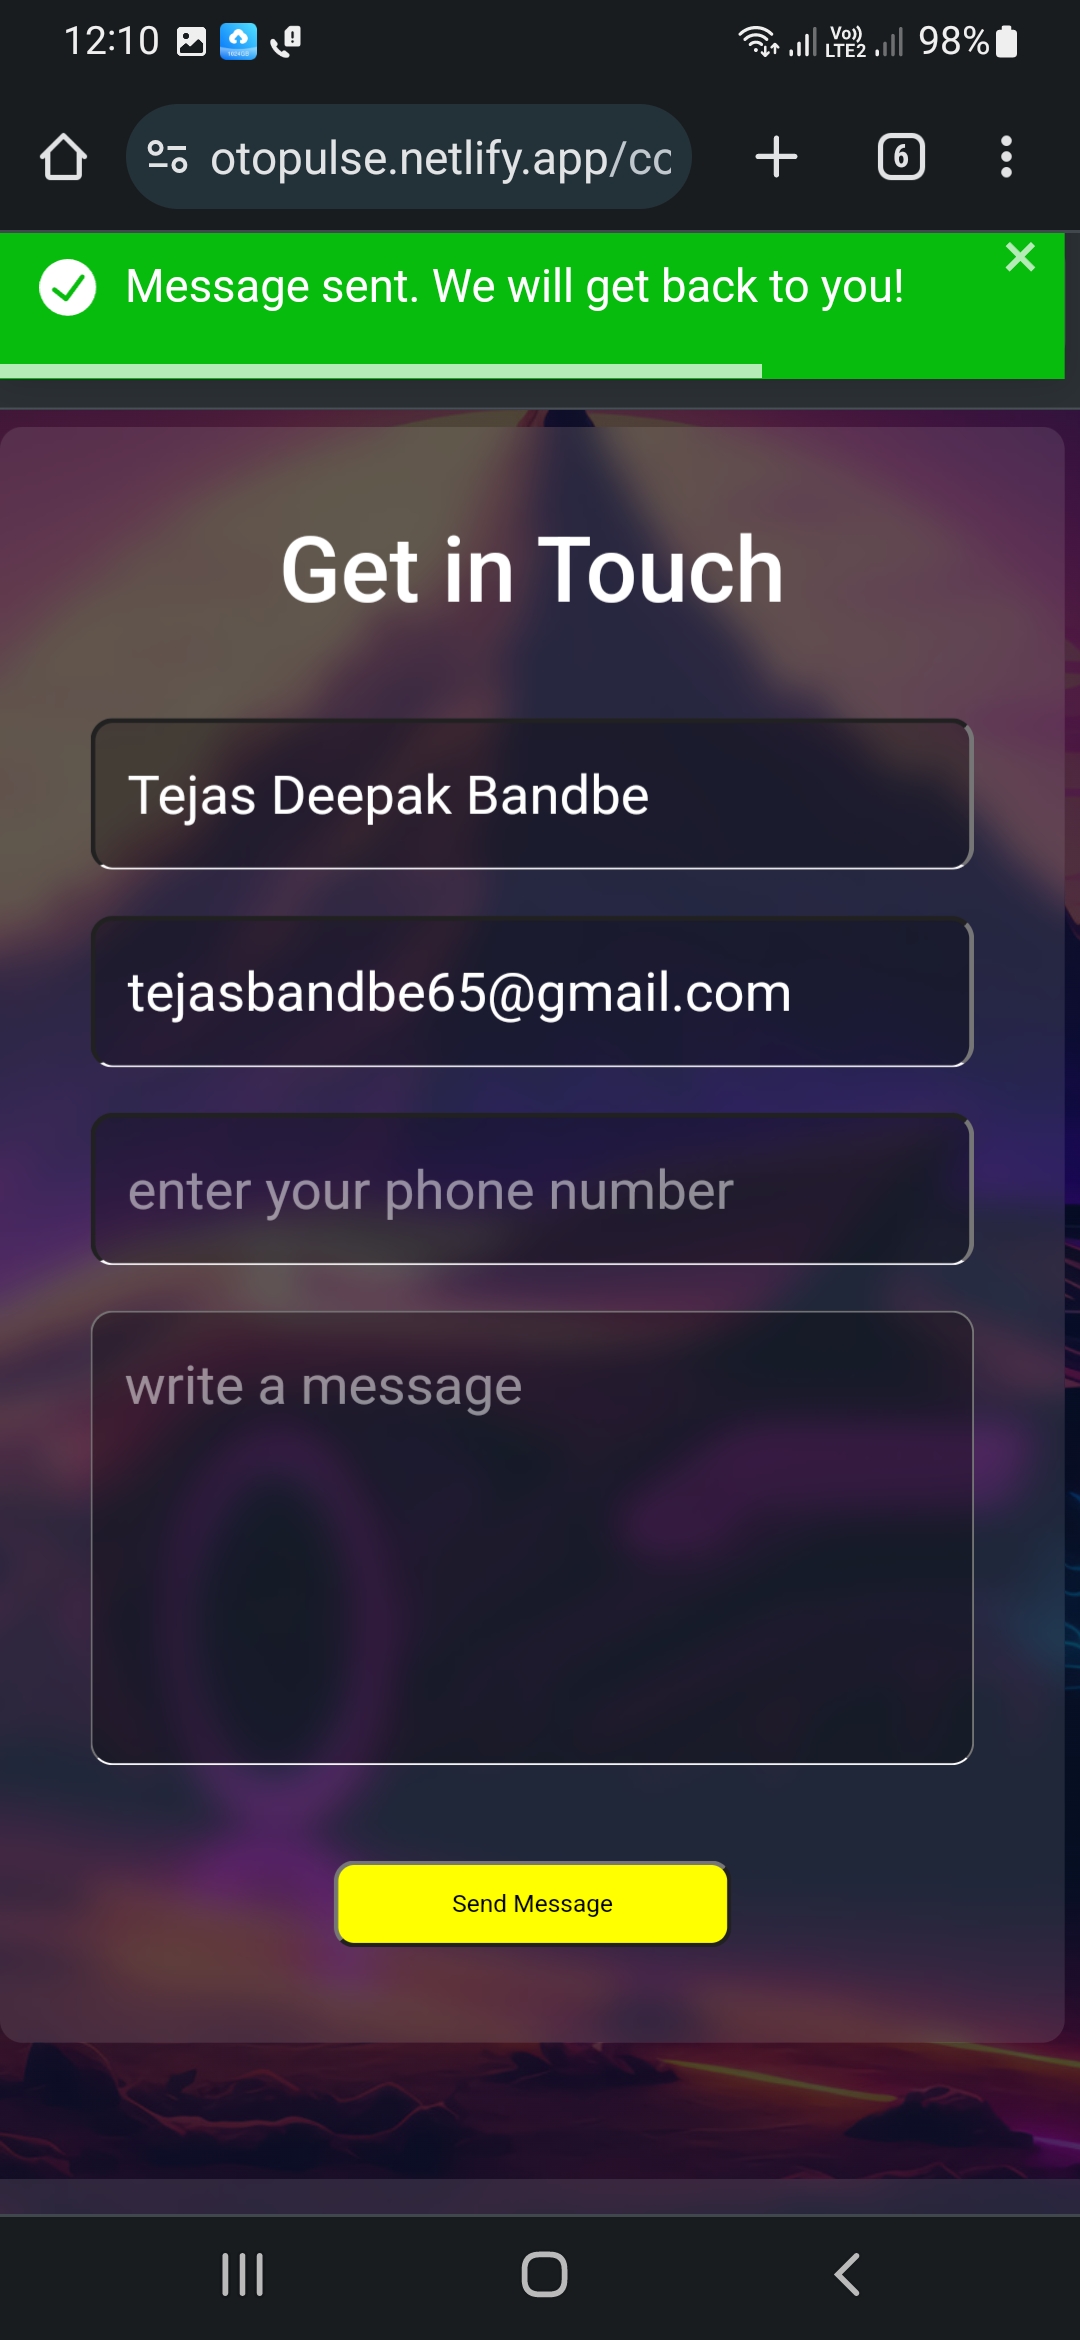 12:10
Vo)) LTE2 98%
otopulse.netlify.app/co
6
Message sent. We will get back to you!
Get in Touch
Tejas Deepak Bandbe
tejasbandbe65@gmail.com
enter your phone number
write a message
Send Message